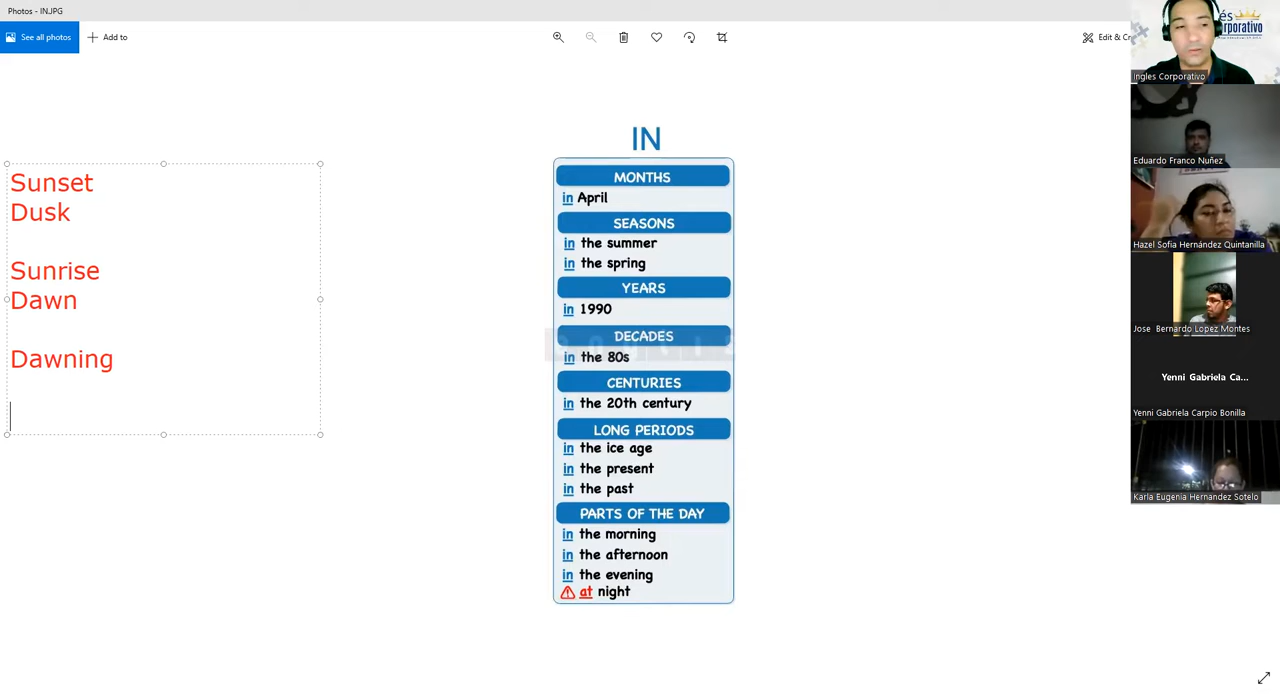 Photos - INJPG
See all photos
Add to
Edit & Cr
és
rporativo
Ingles Corporativo
Eduardo Franco Nuñez
Hazel Sofia Hernández Quintanilla
Jose Bernardo Lopez Montes
Yenni Gabriela Ca...
Yenni Gabriela Carpio Bonilla
Karla Eugenia Hernandez Sotelo
Sunset
Dusk
Sunrise
Dawn
Dawning
IN
MONTHS
in April
SEASONS
in the summer
in the spring
YEARS
in 1990
DECADES
in the 80s
CENTURIES
in the 20th century
LONG PERIODS
in the ice age
in the present
in the past
PARTS OF THE DAY
in the morning
in the afternoon
in the evening
at night